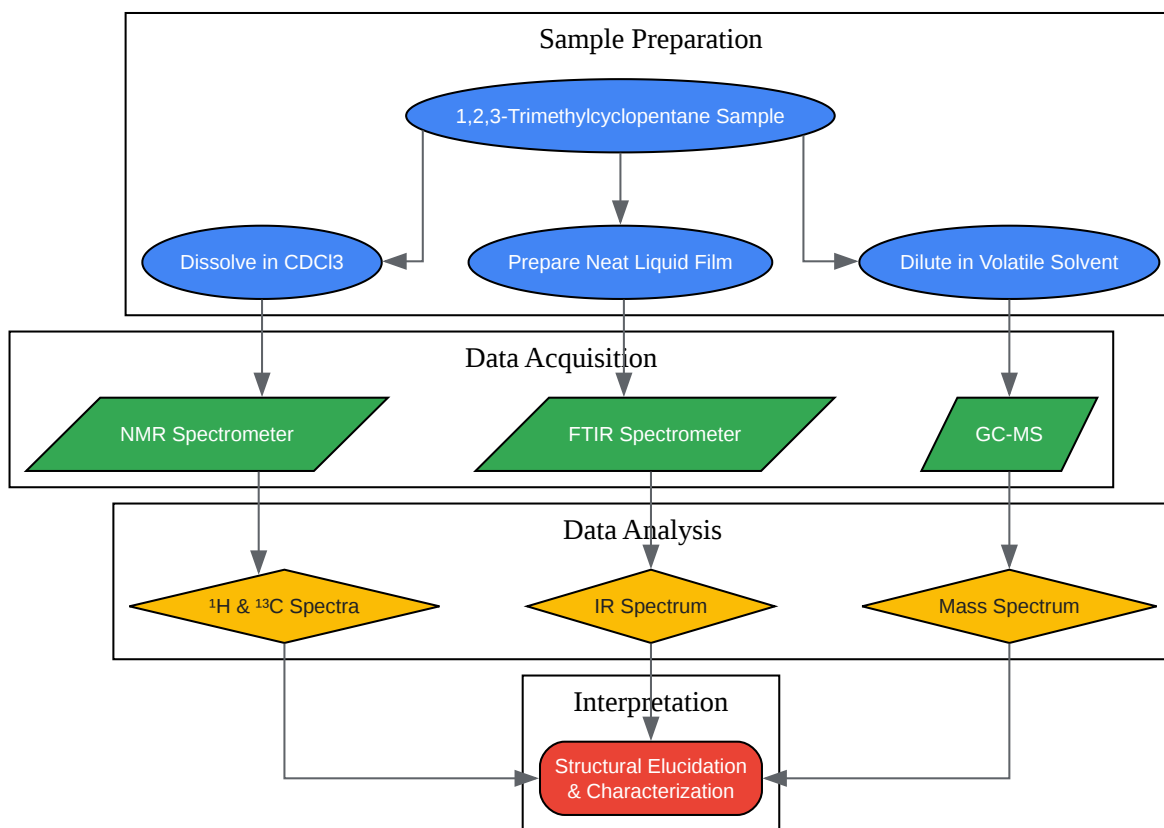 Sample Preparation
1,2,3-Trimethylcyclopentane Sample
Dissolve in CDCl3
Prepare Neat Liquid Film
Dilute in Volatile Solvent
Data Acquisition
NMR Spectrometer
FTIR Spectrometer
GC-MS
Data Analysis
¹H & ¹³C Spectra
IR Spectrum
Mass Spectrum
Interpretation
Structural Elucidation
& Characterization